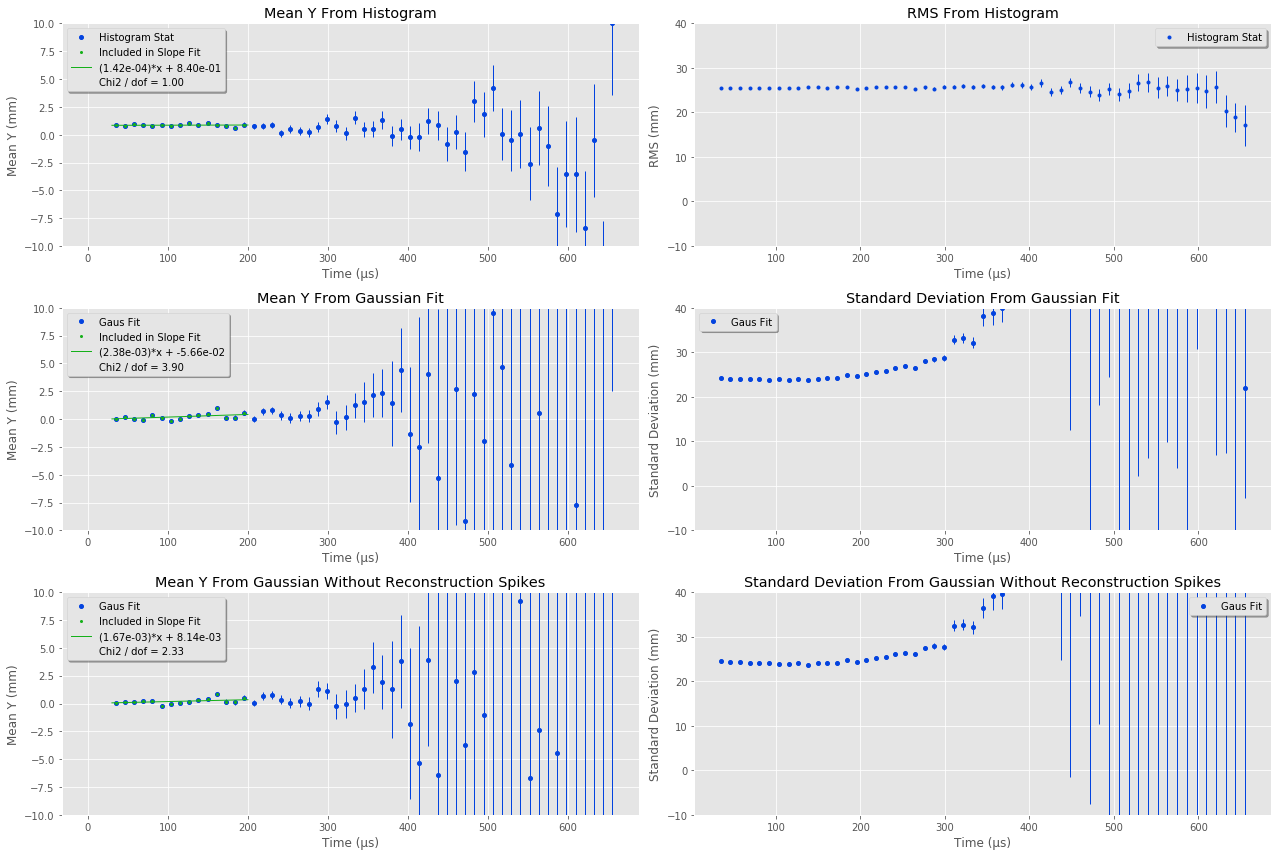 Mean Y From Histogram
10.0
7.5
5.0
2.5
0.0
−2.5
−5.0
−7.5
−10.0
Mean Y (mm)
Histogram Stat
Included in Slope Fit
(1.42e-04)*x + 8.40e-01
Chi2 / dof = 1.00
0 100 200 300 400 500 600
Time (μs)
RMS From Histogram
40
30
20
10
0
−10
RMS (mm)
Histogram Stat
100 200 300 400 500 600
Time (μs)
Mean Y From Gaussian Fit
10.0
7.5
5.0
2.5
0.0
−2.5
−5.0
−7.5
−10.0
Mean Y (mm)
Gaus Fit
Included in Slope Fit
(2.38e-03)*x + -5.66e-02
Chi2 / dof = 3.90
0 100 200 300 400 500 600
Time (μs)
Standard Deviation From Gaussian Fit
40
30
20
10
0
−10
Standard Deviation (mm)
Gaus Fit
100 200 300 400 500 600
Time (μs)
Mean Y From Gaussian Without Reconstruction Spikes
10.0
7.5
5.0
2.5
0.0
−2.5
−5.0
−7.5
−10.0
Mean Y (mm)
Gaus Fit
Included in Slope Fit
(1.67e-03)*x + 8.14e-03
Chi2 / dof = 2.33
0 100 200 300 400 500 600
Time (μs)
Standard Deviation From Gaussian Without Reconstruction Spikes
40
30
20
10
0
−10
Standard Deviation (mm)
Gaus Fit
100 200 300 400 500 600
Time (μs)